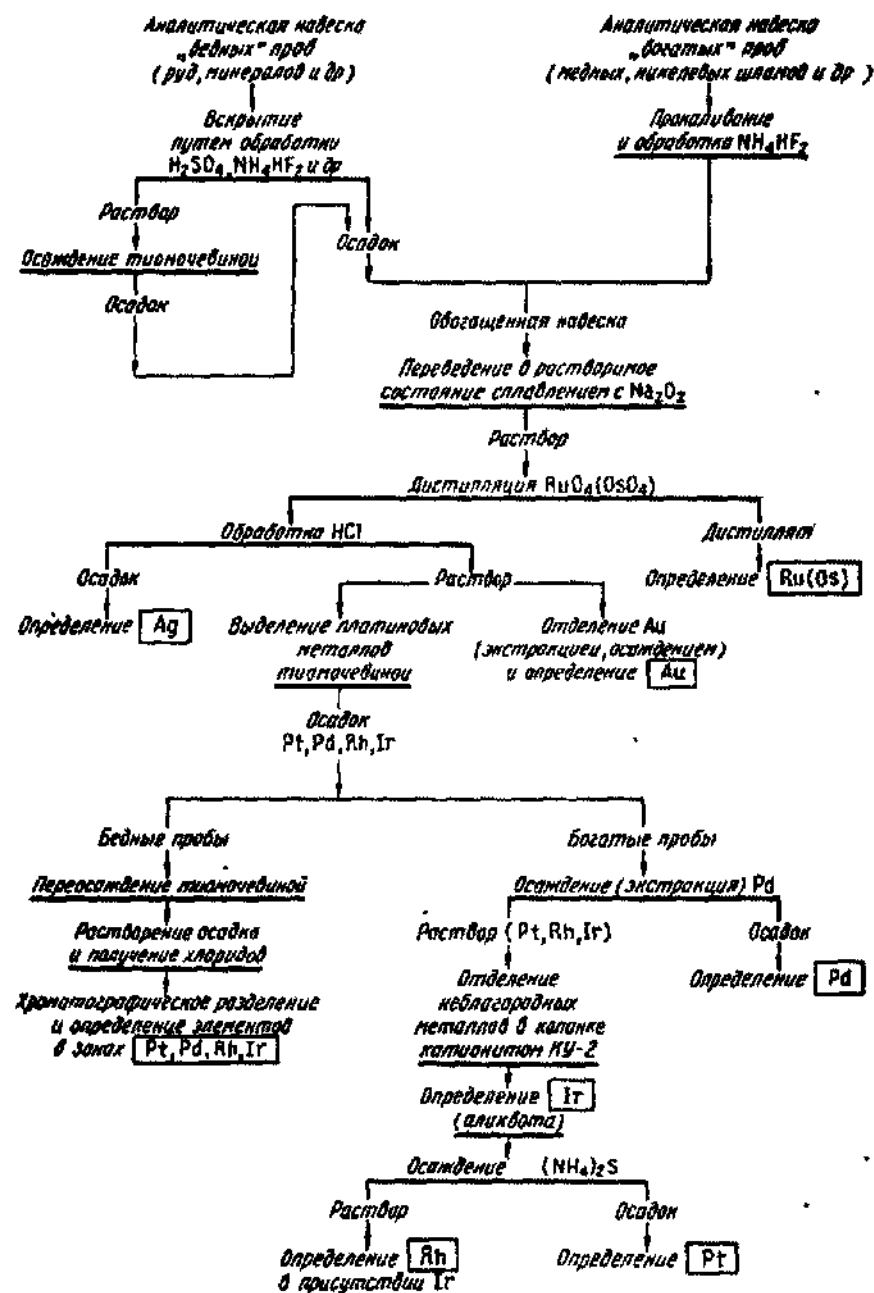 Аналитическая навеска
„бедных" проб
(руд, минералов и др)
Аналитическая навеска
„богатых" проб
(медных, никелевых шламов и др)
Вскрытие
путем обработки
H₂SO₄, NH₄HF₂ и др
Прокаливание
и обработка NH₄HF₂
Раствор
Осадок
Осаждение тиомочевиной
Осадок
Обогащенная навеска
Переведение в растворимое
состояние сплавлением с Na₂O₂
Раствор
Дистилляция RuO₄(OsO₄)
Обработка HCl
Дистиллят
Осадок
Раствор
Определение Ru(Os)
Определение Ag
Выделение платиновых
металлов
тиомочевиной
Отделение Au
(экстракцией, осаждением)
и определение Au
Осадок
Pt, Pd, Rh, Ir
Бедные пробы
Богатые пробы
Переосаждение тиомочевиной
Осаждение (экстракция) Pd
Растворение осадка
и получение хлоридов
Раствор (Pt, Rh, Ir)
Осадок
Хроматографическое разделение
и определение элементов
в зонах Pt, Pd, Rh, Ir
Отделение
неблагородных
металлов в колонке
катионитом КУ-2
Определение Pd
Определение Ir
(аликвота)
Осаждение (NH₄)₂S
Раствор
Осадок
Определение Rh
в присутствии Ir
Определение Pt